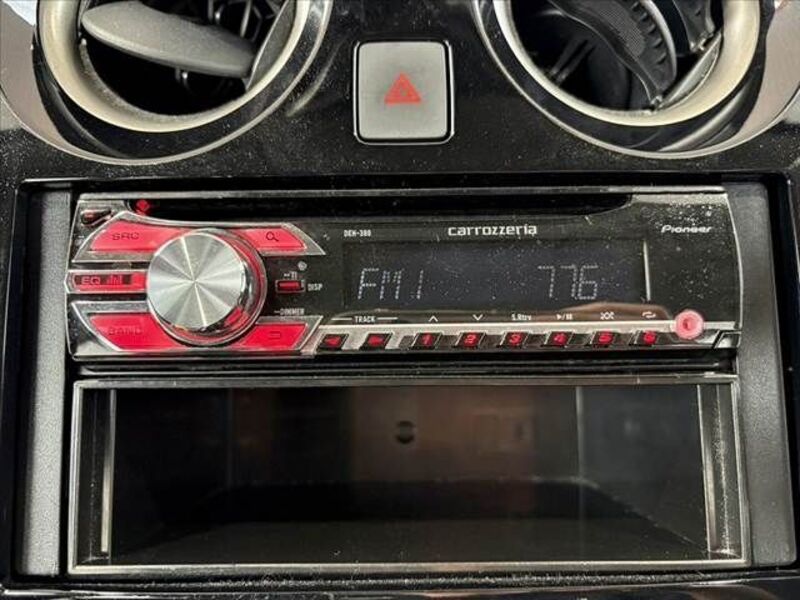 SRC
DEH-380 carrozzeria Pioneer
EQ
DISP
FM1 77.6
BAND
DIMMER
TRACK S.Rtrv
1 2 3 4 5 6